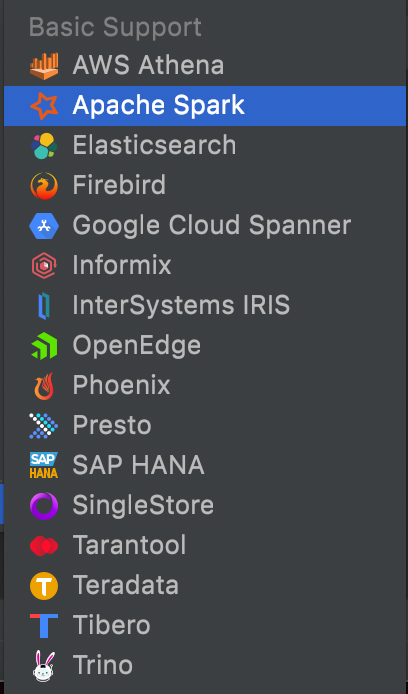 Basic Support
AWS Athena
Apache Spark
Elasticsearch
Firebird
Google Cloud Spanner
Informix
InterSystems IRIS
OpenEdge
Phoenix
Presto
SAP HANA
SAP HANA
SingleStore
Tarantool
T Teradata
Tibero
Trino